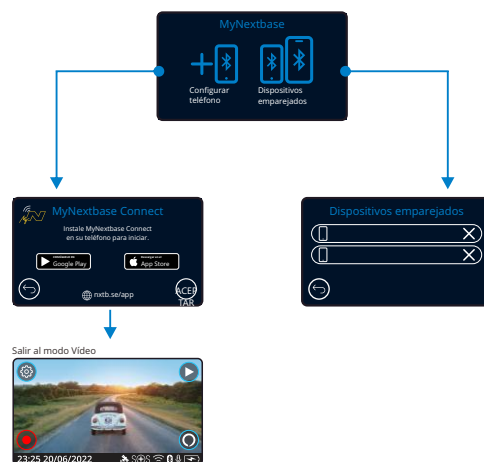 MyNextbase
Configurar
teléfono
Dispositivos
emparejados
MyNextbase Connect
Instale MyNextbase Connect
en su teléfono para iniciar.
Google Play
App Store
nxtb.se/app
ACEP
TAR
Dispositivos emparejados
Salir al modo Vídeo
23:25 20/06/2022
SOS